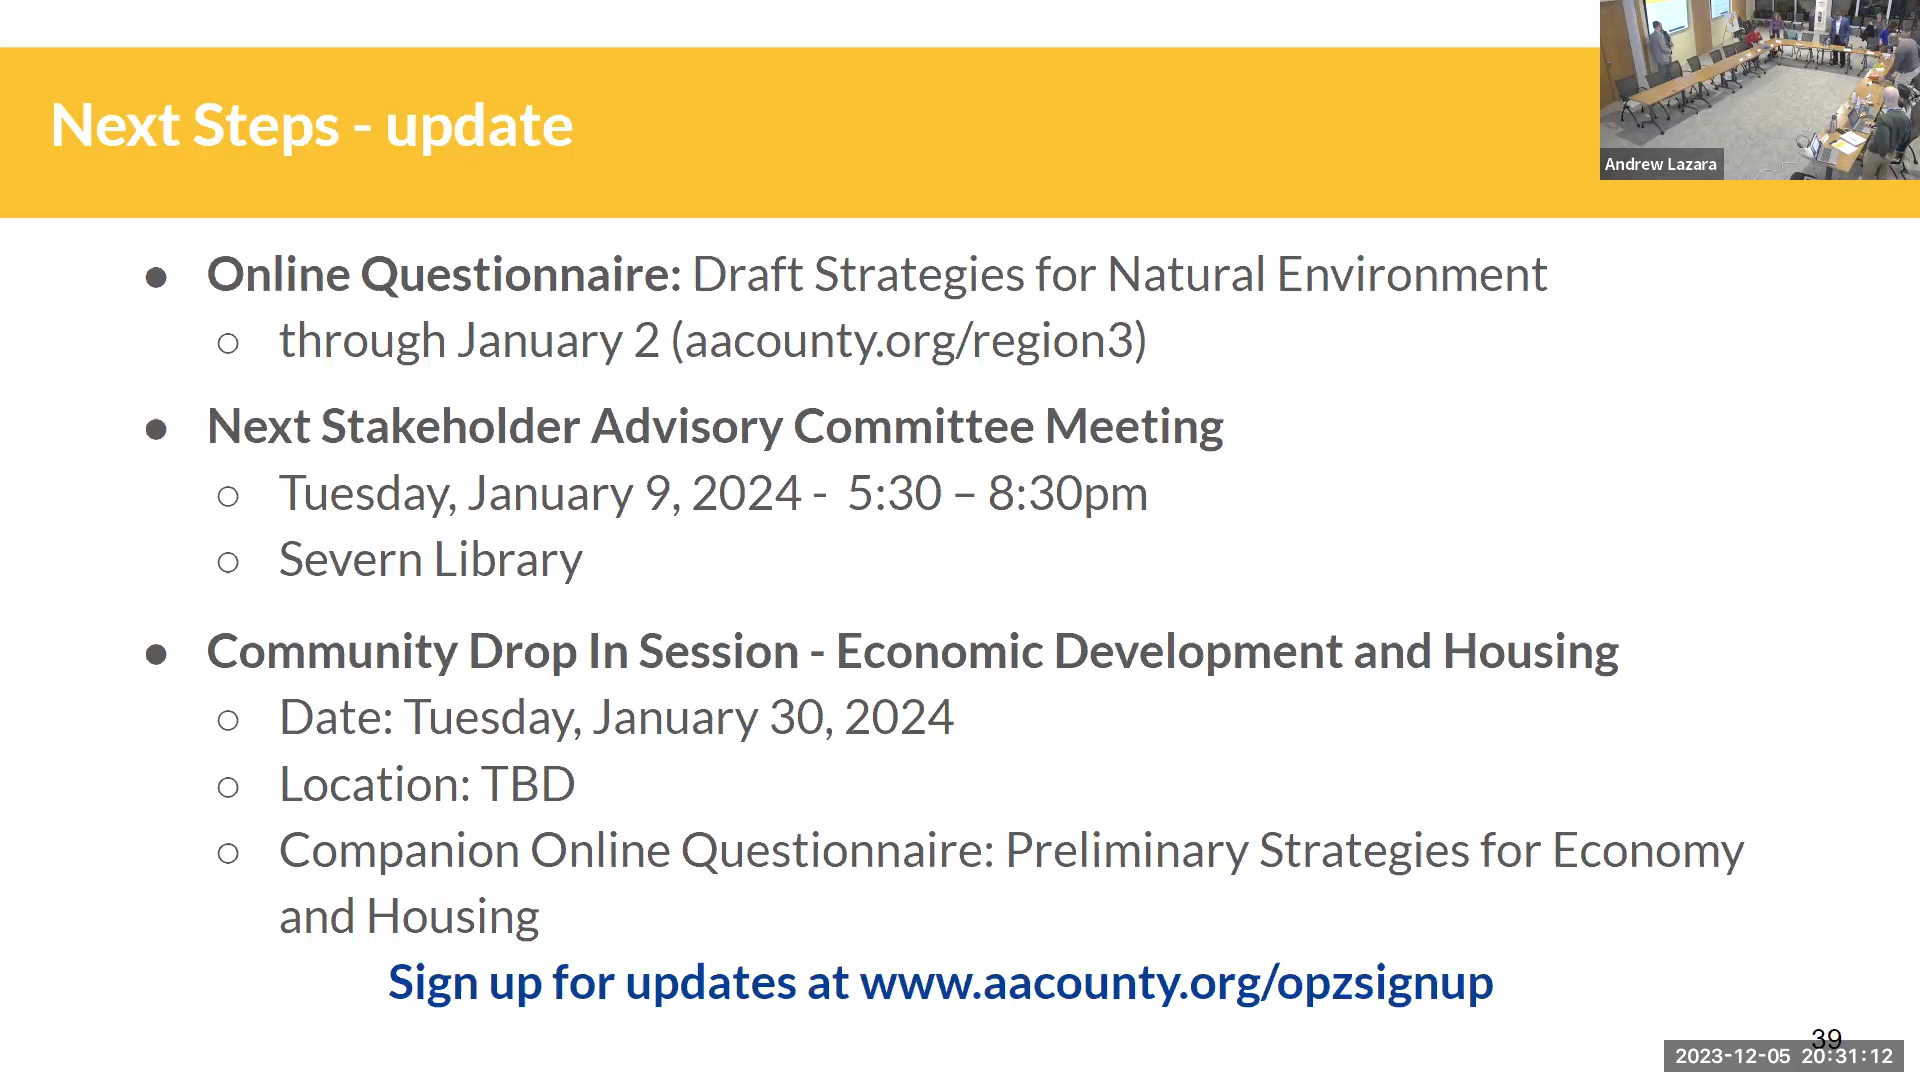 Next Steps - update
Andrew Lazara
● Online Questionnaire: Draft Strategies for Natural Environment
○ through January 2 (aacounty.org/region3)
● Next Stakeholder Advisory Committee Meeting
○ Tuesday, January 9, 2024 - 5:30 – 8:30pm
○ Severn Library
● Community Drop In Session - Economic Development and Housing
○ Date: Tuesday, January 30, 2024
○ Location: TBD
○ Companion Online Questionnaire: Preliminary Strategies for Economy
and Housing
Sign up for updates at www.aacounty.org/opzsignup
39
2023-12-05 20:31:12